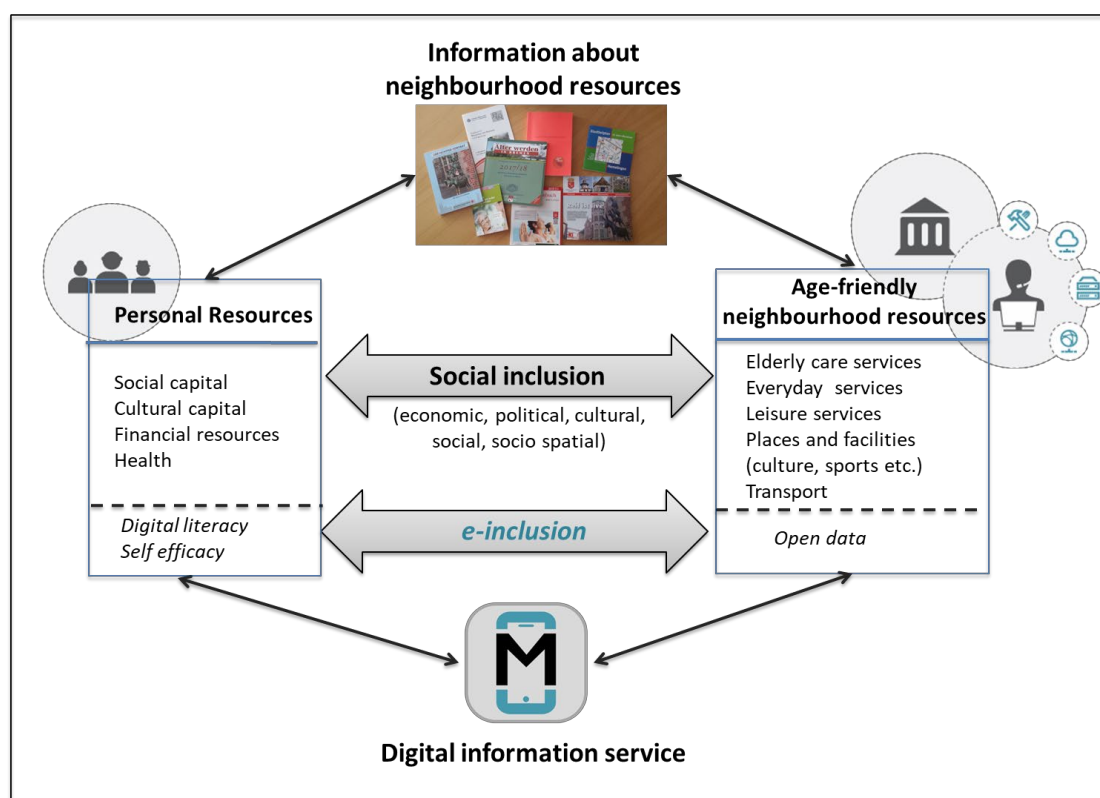 Information about
neighbourhood resources
Älter werden
Personal Resources
Social capital
Cultural capital
Financial resources
Health
Digital literacy
Self efficacy
Social inclusion
(economic, political, cultural,
social, socio spatial)
e-inclusion
Age-friendly
neighbourhood resources
Elderly care services
Everyday services
Leisure services
Places and facilities
(culture, sports etc.)
Transport
Open data
M
Digital information service